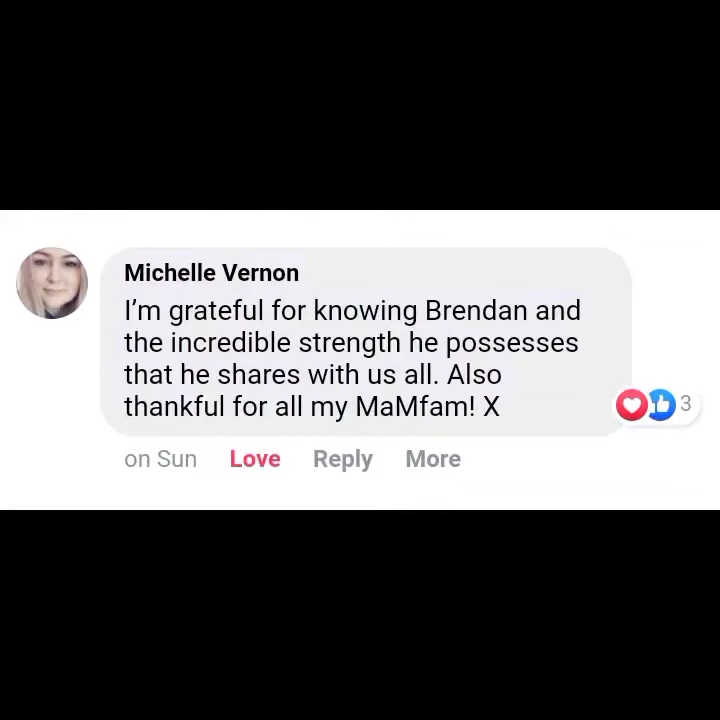 Michelle Vernon
I’m grateful for knowing Brendan and
the incredible strength he possesses
that he shares with us all. Also
thankful for all my MaMfam! X
3
on Sun Love Reply More